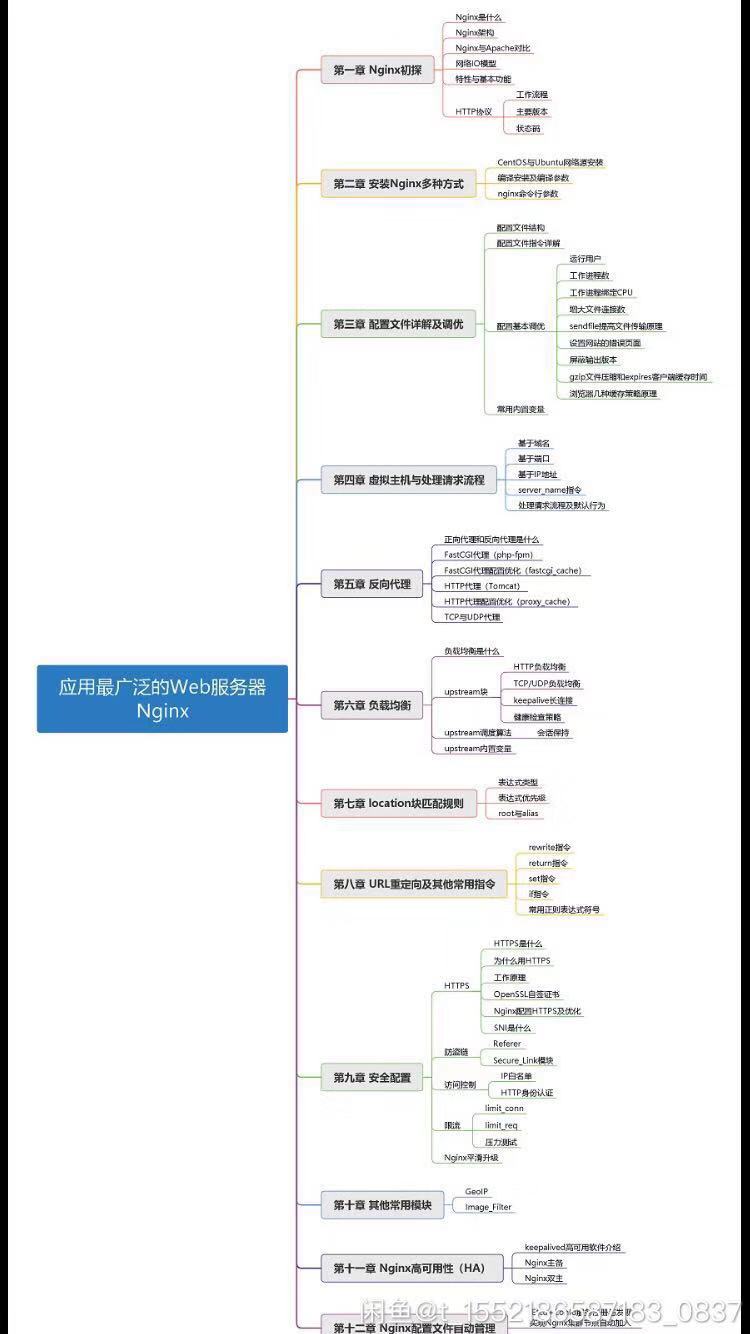 应用最广泛的Web服务器
Nginx
第一章 Nginx初探
Nginx是什么
Nginx架构
Nginx与Apache对比
网络IO模型
特性与基本功能
HTTP协议
工作流程
主要版本
状态码
第二章 安装Nginx多种方式
CentOS与Ubuntu网络源安装
编译安装及编译参数
nginx命令行参数
第三章 配置文件详解及调优
配置文件结构
配置文件指令详解
配置基本调优
运行用户
工作进程数
工作进程绑定CPU
增大文件连接数
sendfile提高文件传输原理
设置网站的错误页面
屏蔽输出版本
gzip文件压缩和expires客户端缓存时间
浏览器几种缓存策略原理
常用内置变量
第四章 虚拟主机与处理请求流程
基于域名
基于端口
基于IP地址
server_name指令
处理请求流程及默认行为
第五章 反向代理
正向代理和反向代理是什么
FastCGI代理（php-fpm）
FastCGI代理配置优化（fastcgi_cache）
HTTP代理（Tomcat）
HTTP代理配置优化（proxy_cache）
TCP与UDP代理
第六章 负载均衡
负载均衡是什么
upstream块
HTTP负载均衡
TCP/UDP负载均衡
keepalive长连接
健康检查策略
upstream调度算法
会话保持
upstream内置变量
第七章 location块匹配规则
表达式类型
表达式优先级
root与alias
第八章 URL重定向及其他常用指令
rewrite指令
return指令
set指令
if指令
常用正则表达式符号
第九章 安全配置
HTTPS
HTTPS是什么
为什么用HTTPS
工作原理
OpenSSL自签证书
Nginx配置HTTPS及优化
SNI是什么
防盗链
Referer
Secure_Link模块
访问控制
IP白名单
HTTP身份认证
限流
limit_conn
limit_req
压力测试
Nginx平滑升级
第十章 其他常用模块
GeoIP
Image_Filter
第十一章 Nginx高可用性（HA）
keepalived高可用软件介绍
Nginx主备
Nginx双主
第十二章 Nginx配置文件自动管理
实现Nginx集群节点自动加入